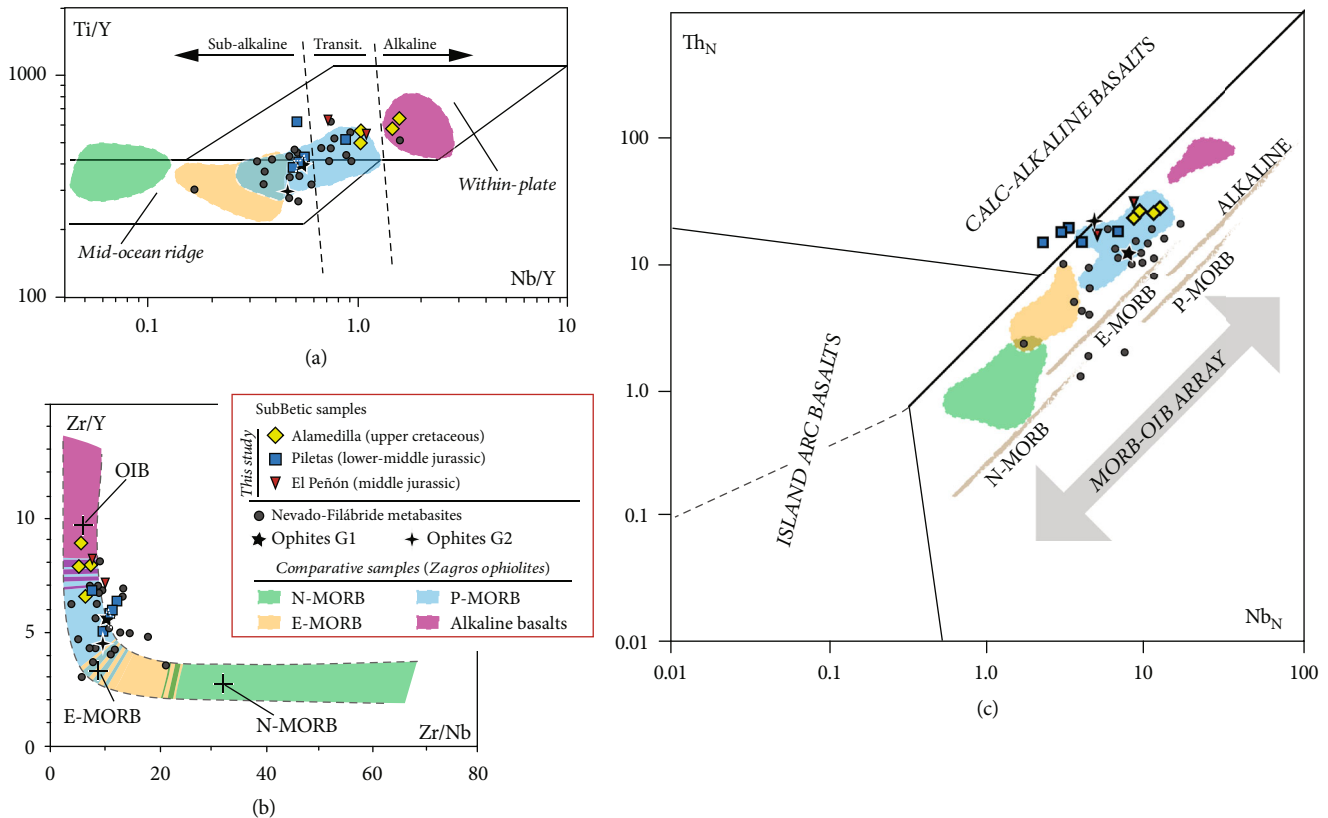 Ti/Y
Sub-alkaline
Transit.
Alkaline
1000
100
Within-plate
Mid-ocean ridge
Nb/Y
0.1
1.0
10
(a)
Zr/Y
OIB
10
5
0
E-MORB
N-MORB
Zr/Nb
0
20
40
60
80
(b)
SubBetic samples
This study
Alamedilla (upper cretaceous)
Piletas (lower-middle jurassic)
El Peñón (middle jurassic)
Nevado-Filábride metabasites
Ophites G1
Ophites G2
Comparative samples (Zagros ophiolites)
N-MORB
P-MORB
E-MORB
Alkaline basalts
ThN
CALC-ALKALINE BASALTS
100
10
1.0
0.1
0.01
ALKALINE
P-MORB
E-MORB
N-MORB
MORB-OIB ARRAY
ISLAND ARC BASALTS
NbN
0.01
0.1
1.0
10
100
(c)